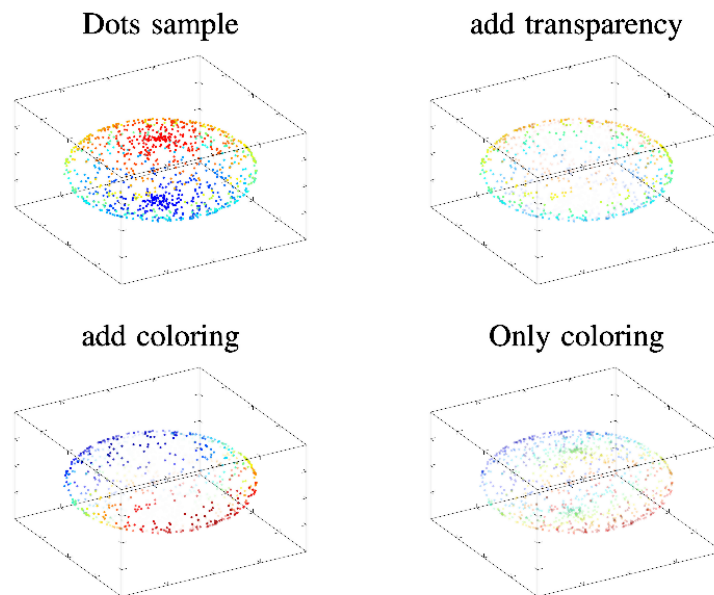 Dots sample
add transparency
add coloring
Only coloring